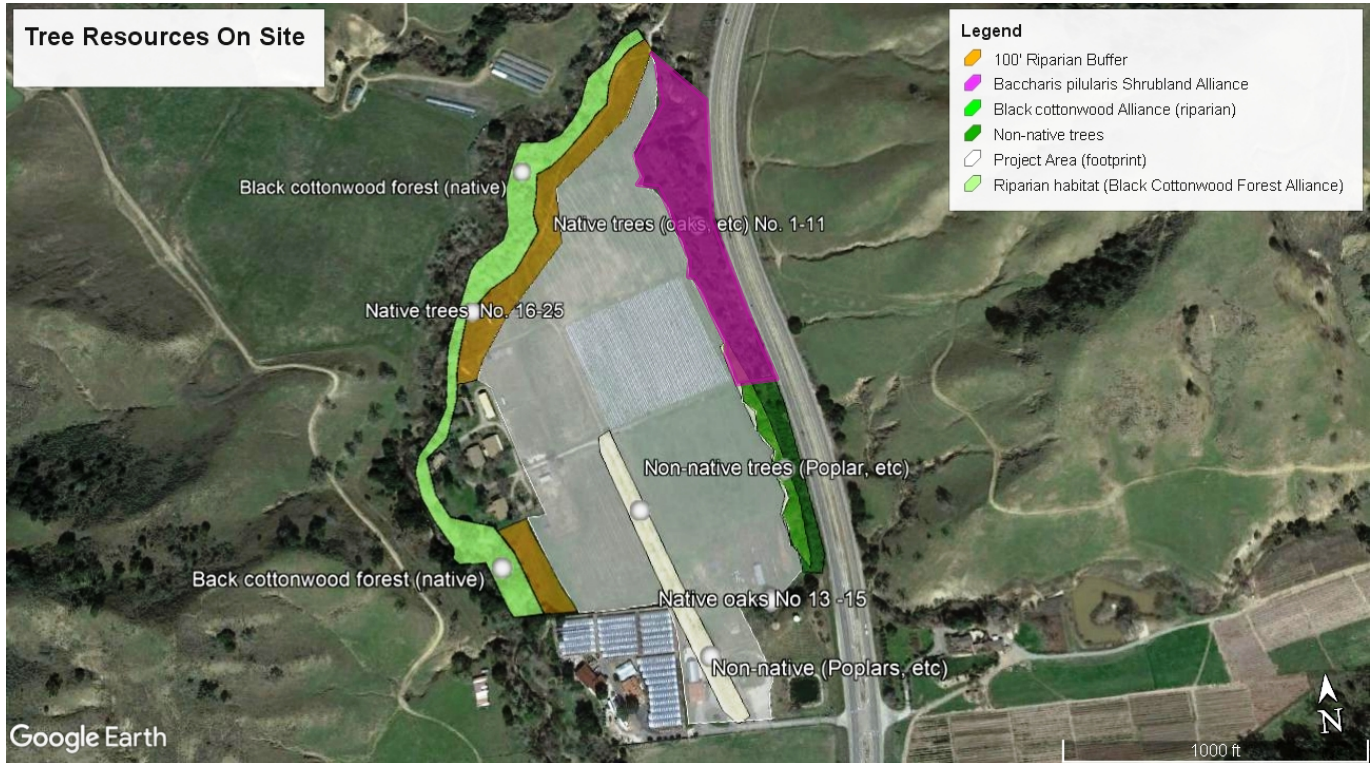 Tree Resources On Site
Legend
100' Riparian Buffer
Baccharis pilularis Shrubland Alliance
Black cottonwood Alliance (riparian)
Non-native trees
Project Area (footprint)
Riparian habitat (Black Cottonwood Forest Alliance)
Black cottonwood forest (native)
Native trees (oaks, etc) No. 1-11
Native trees No. 16-25
Non-native trees (Poplar, etc)
Back cottonwood forest (native)
Native oaks No 13 -15
Non-native (Poplars, etc)
N
Google Earth
1000 ft